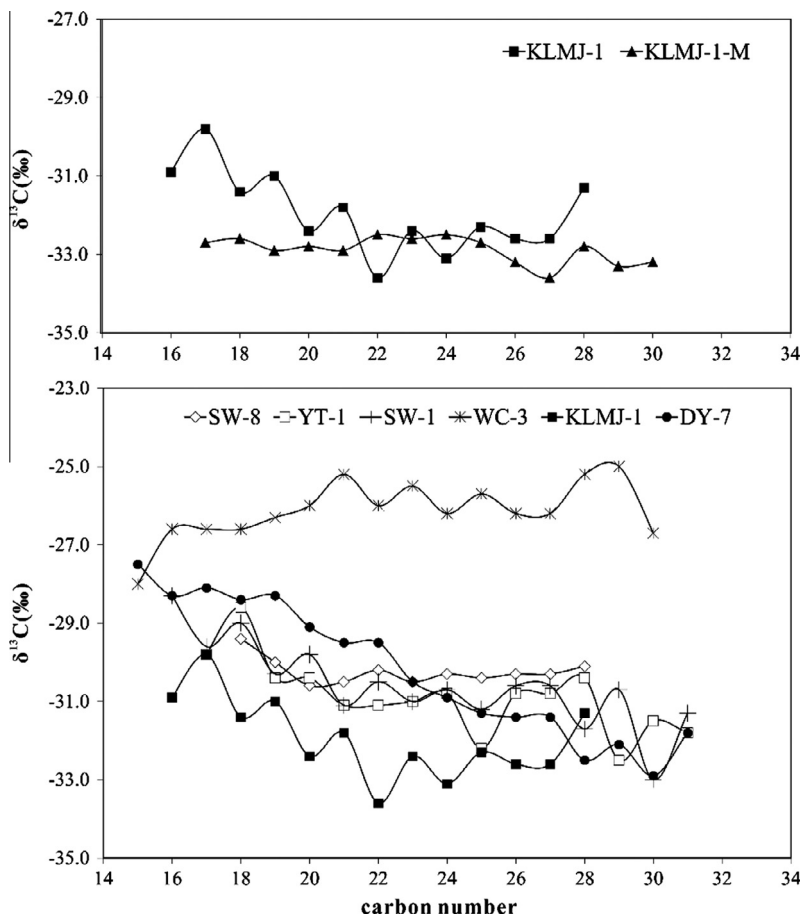 -27.0
KLMJ-1 KLMJ-1-M
-29.0
-31.0
δ¹³C(‰)
-33.0
-35.0
14 16 18 20 22 24 26 28 30 32 34
-23.0
SW-8 YT-1 SW-1 WC-3 KLMJ-1 DY-7
-25.0
-27.0
δ¹³C(‰)
-29.0
-31.0
-33.0
-35.0
14 16 18 20 22 24 26 28 30 32 34
carbon number